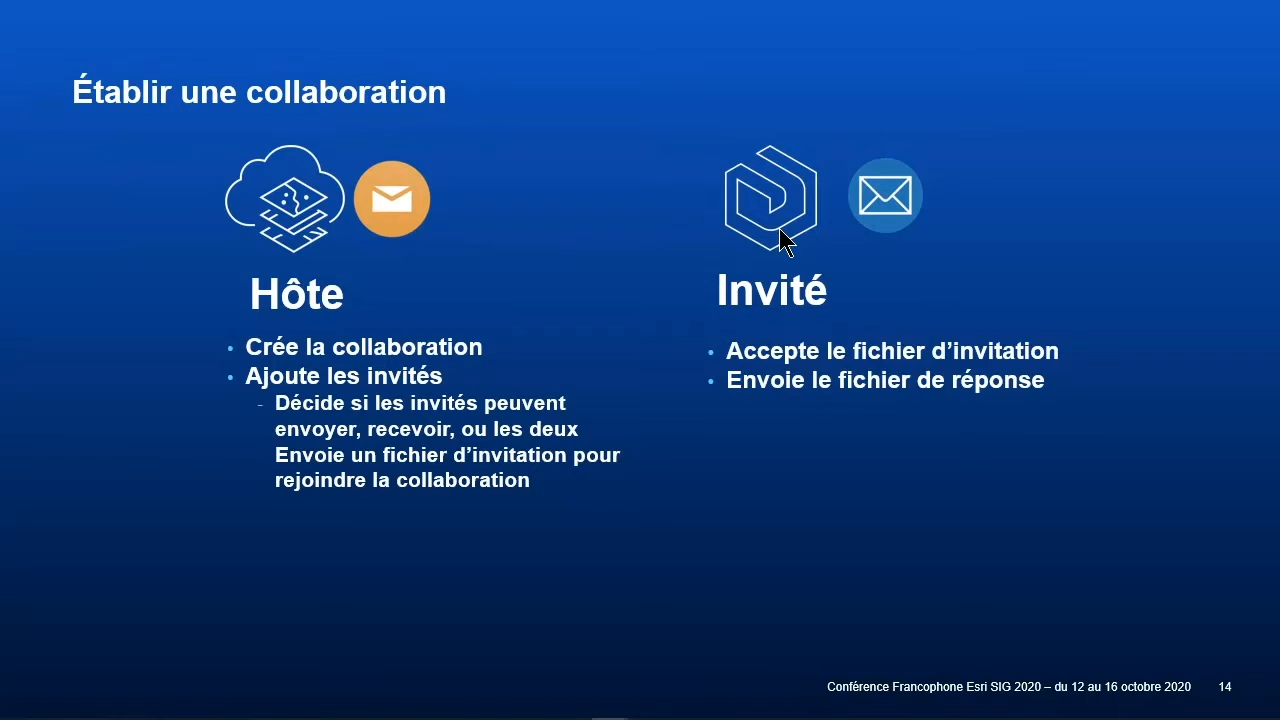 Établir une collaboration
Hôte
• Crée la collaboration
• Ajoute les invités
- Décide si les invités peuvent
envoyer, recevoir, ou les deux
Envoie un fichier d’invitation pour
rejoindre la collaboration
Invité
• Accepte le fichier d’invitation
• Envoie le fichier de réponse
Conférence Francophone Esri SIG 2020 – du 12 au 16 octobre 2020 14